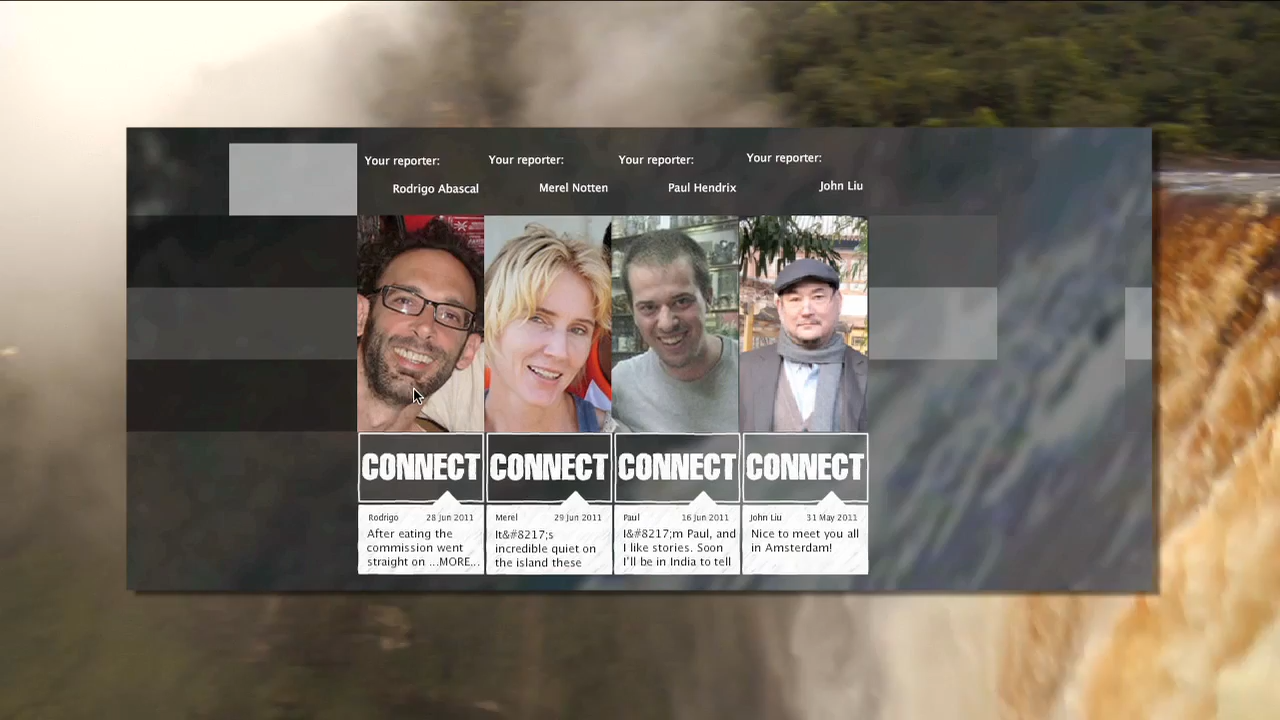 Your reporter:
Rodrigo Abascal
Your reporter:
Merel Notten
Your reporter:
Paul Hendrix
Your reporter:
John Liu
CONNECT
CONNECT
CONNECT
CONNECT
Rodrigo 28 Jun 2011
After eating the
commission went
straight on ...MORE...
Merel 29 Jun 2011
It&#8217;s
incredible quiet on
the island these
Paul 16 Jun 2011
I&#8217;m Paul, and
I like stories. Soon
I'll be in India to tell
John Liu 31 May 2011
Nice to meet you all
in Amsterdam!